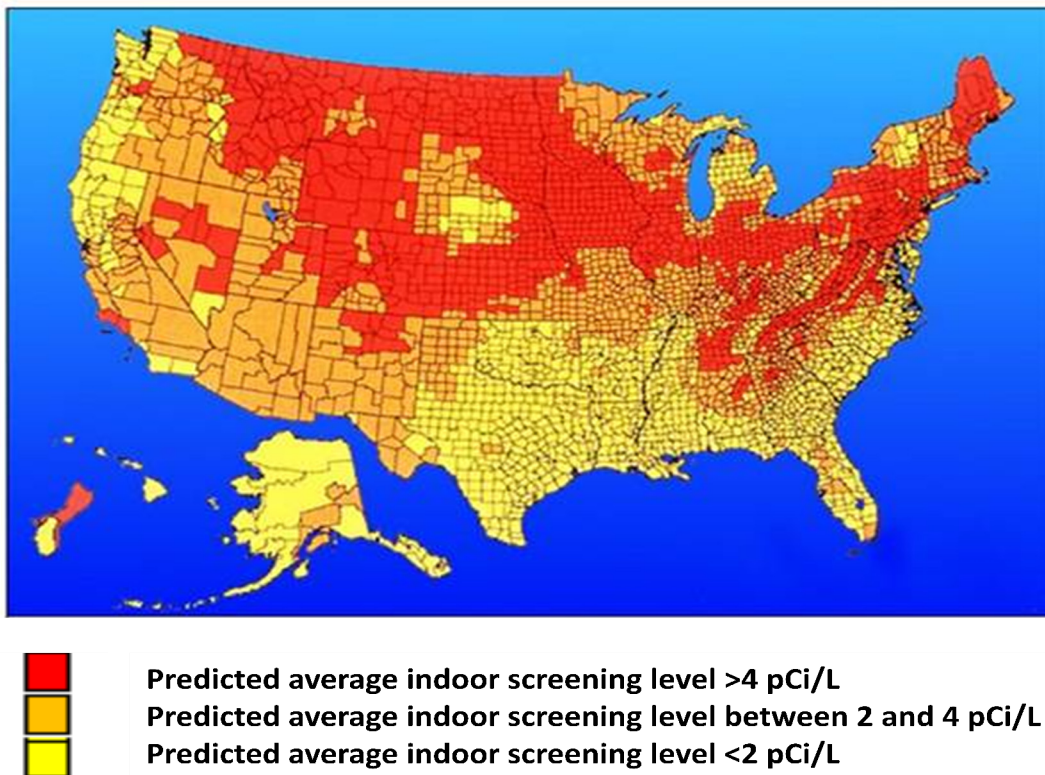 Predicted average indoor screening level >4 pCi/L
Predicted average indoor screening level between 2 and 4 pCi/L
Predicted average indoor screening level <2 pCi/L